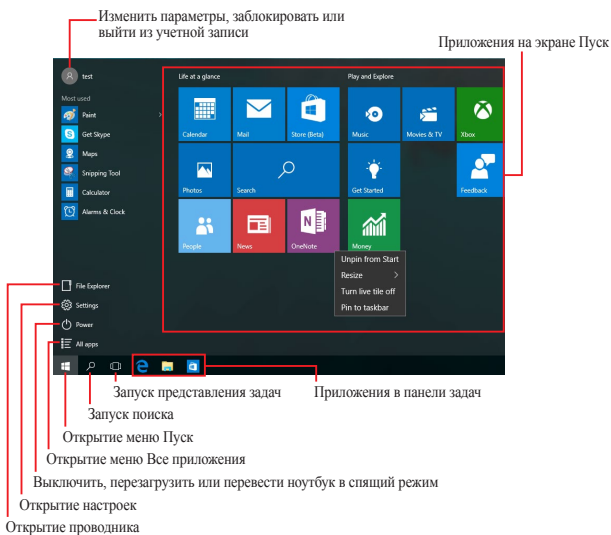 Изменить параметры, заблокировать или
выйти из учетной записи
Приложения на экране Пуск
test
Most used
Paint
Get Skype
Maps
Snipping Tool
Calculator
Alarms & Clock
File Explorer
Settings
Power
All apps
Life at a glance
Play and Explore
Calendar
Mail
Store (Beta)
Music
Movies & TV
Xbox
Photos
Search
Get Started
Feedback
People
News
OneNote
Money
Unpin from Start
Resize
Turn live tile off
Pin to taskbar
Запуск представления задач
Приложения в панели задач
Запуск поиска
Открытие меню Пуск
Открытие меню Все приложения
Выключить, перезагрузить или перевести ноутбук в спящий режим
Открытие настроек
Открытие проводника